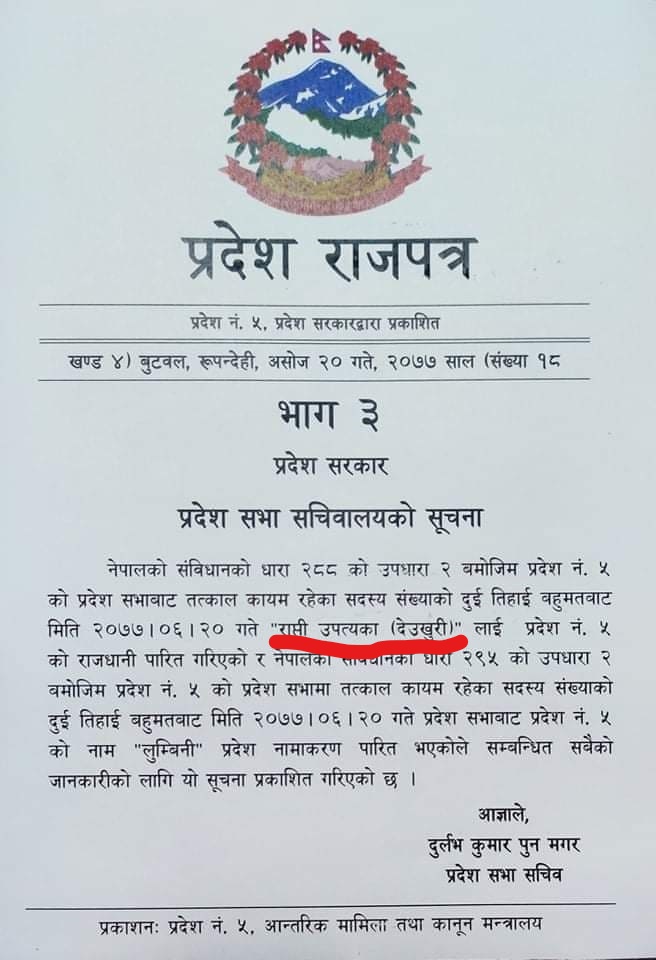 प्रदेश राजपत्र
प्रदेश नं. ५, प्रदेश सरकारद्वारा प्रकाशित
खण्ड ४) बुटवल, रूपन्देही, असोज २० गते, २०७७ साल (संख्या १८
भाग ३
प्रदेश सरकार
प्रदेश सभा सचिवालयको सूचना
नेपालको संविधानको धारा २८८ को उपधारा २ बमोजिम प्रदेश नं. ५
को प्रदेश सभाबाट तत्काल कायम रहेका सदस्य संख्याको दुई तिहाई बहुमतबाट
मिति २०७७।०६।२० गते "राप्ती उपत्यका (देउखुरी)" लाई प्रदेश नं. ५
को राजधानी पारित गरिएको र नेपालको संविधानको धारा २९५ को उपधारा २
बमोजिम प्रदेश नं. ५ को प्रदेश सभामा तत्काल कायम रहेका सदस्य संख्याको
दुई तिहाई बहुमतबाट मिति २०७७।०६।२० गते प्रदेश सभाबाट प्रदेश नं. ५
को नाम "लुम्बिनी" प्रदेश नामाकरण पारित भएकोले सम्बन्धित सबैको
जानकारीको लागि यो सूचना प्रकाशित गरिएको छ ।
आज्ञाले,
दुर्लभ कुमार पुन मगर
प्रदेश सभा सचिव
प्रकाशनः प्रदेश नं. ५, आन्तरिक मामिला तथा कानून मन्त्रालय